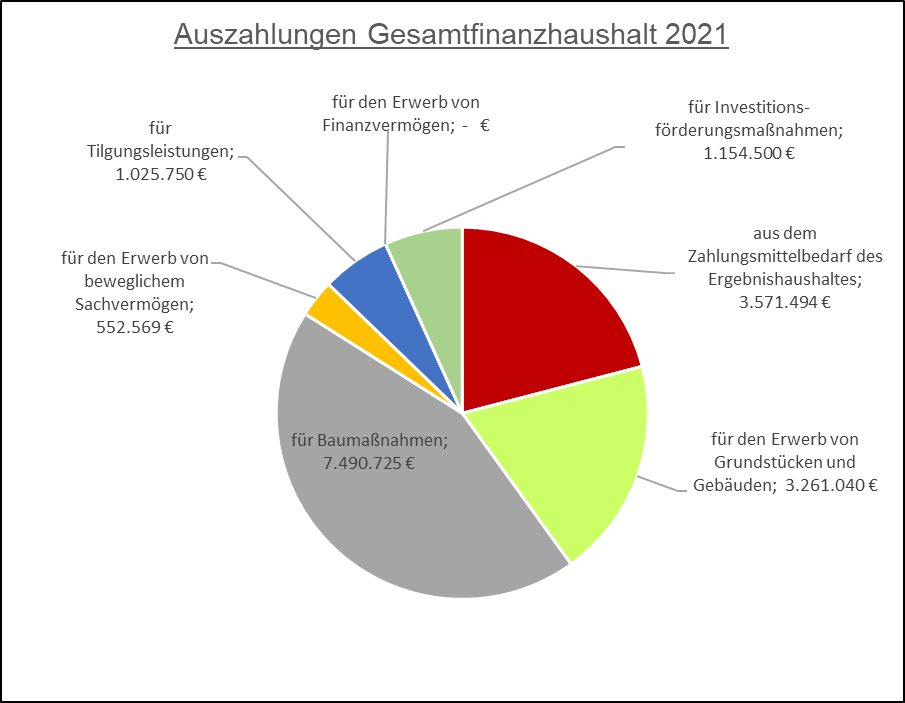 Auszahlungen Gesamtfinanzhaushalt 2021
für den Erwerb von
Finanzvermögen;  -   €
für Investitions-
förderungsmaßnahmen;
1.154.500 €
für
Tilgungsleistungen;
1.025.750 €
aus dem
Zahlungsmittelbedarf des
Ergebnishaushaltes;
3.571.494 €
für den Erwerb von
beweglichem
Sachvermögen;
552.569 €
für Baumaßnahmen;
7.490.725 €
für den Erwerb von
Grundstücken und
Gebäuden;  3.261.040 €